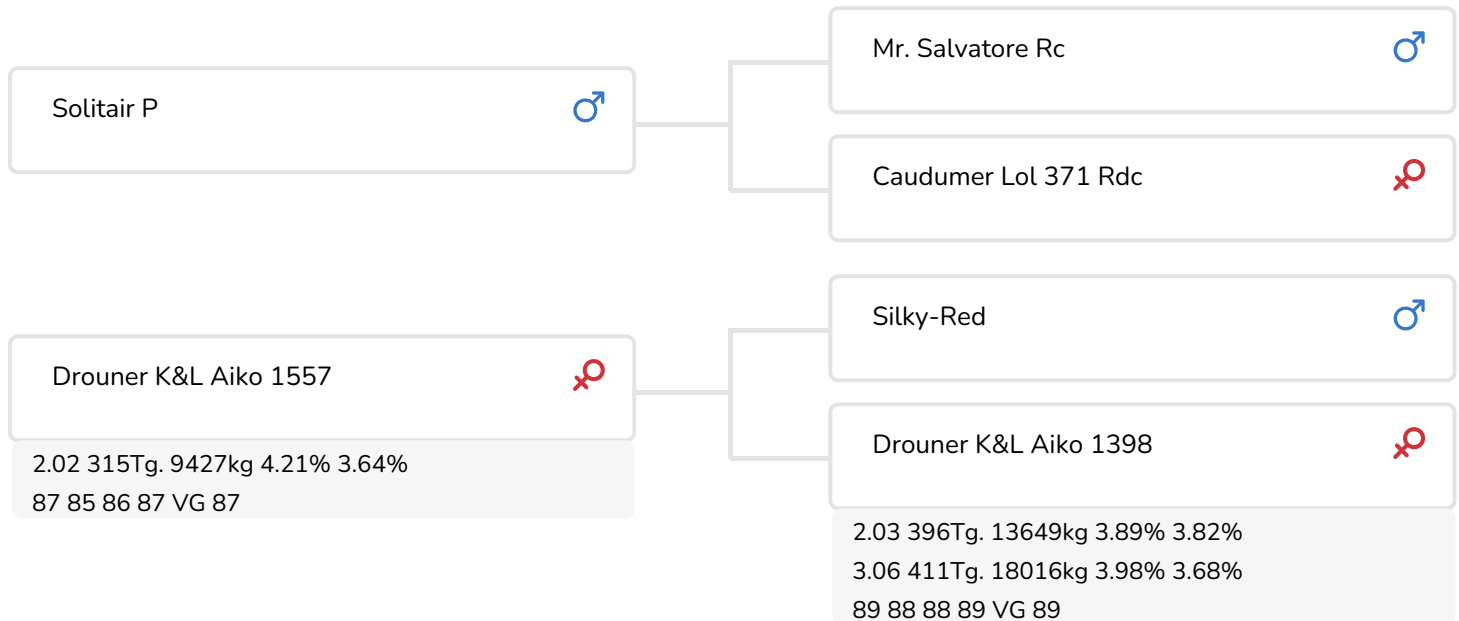 Solitair P
Mr. Salvatore Rc
Caudumer Lol 371 Rdc
Drouner K&L Aiko 1557
2.02 315Tg. 9427kg 4.21% 3.64%
87 85 86 87 VG 87
Silky-Red
Drouner K&L Aiko 1398
2.03 396Tg. 13649kg 3.89% 3.82%
3.06 411Tg. 18016kg 3.98% 3.68%
89 88 88 89 VG 89